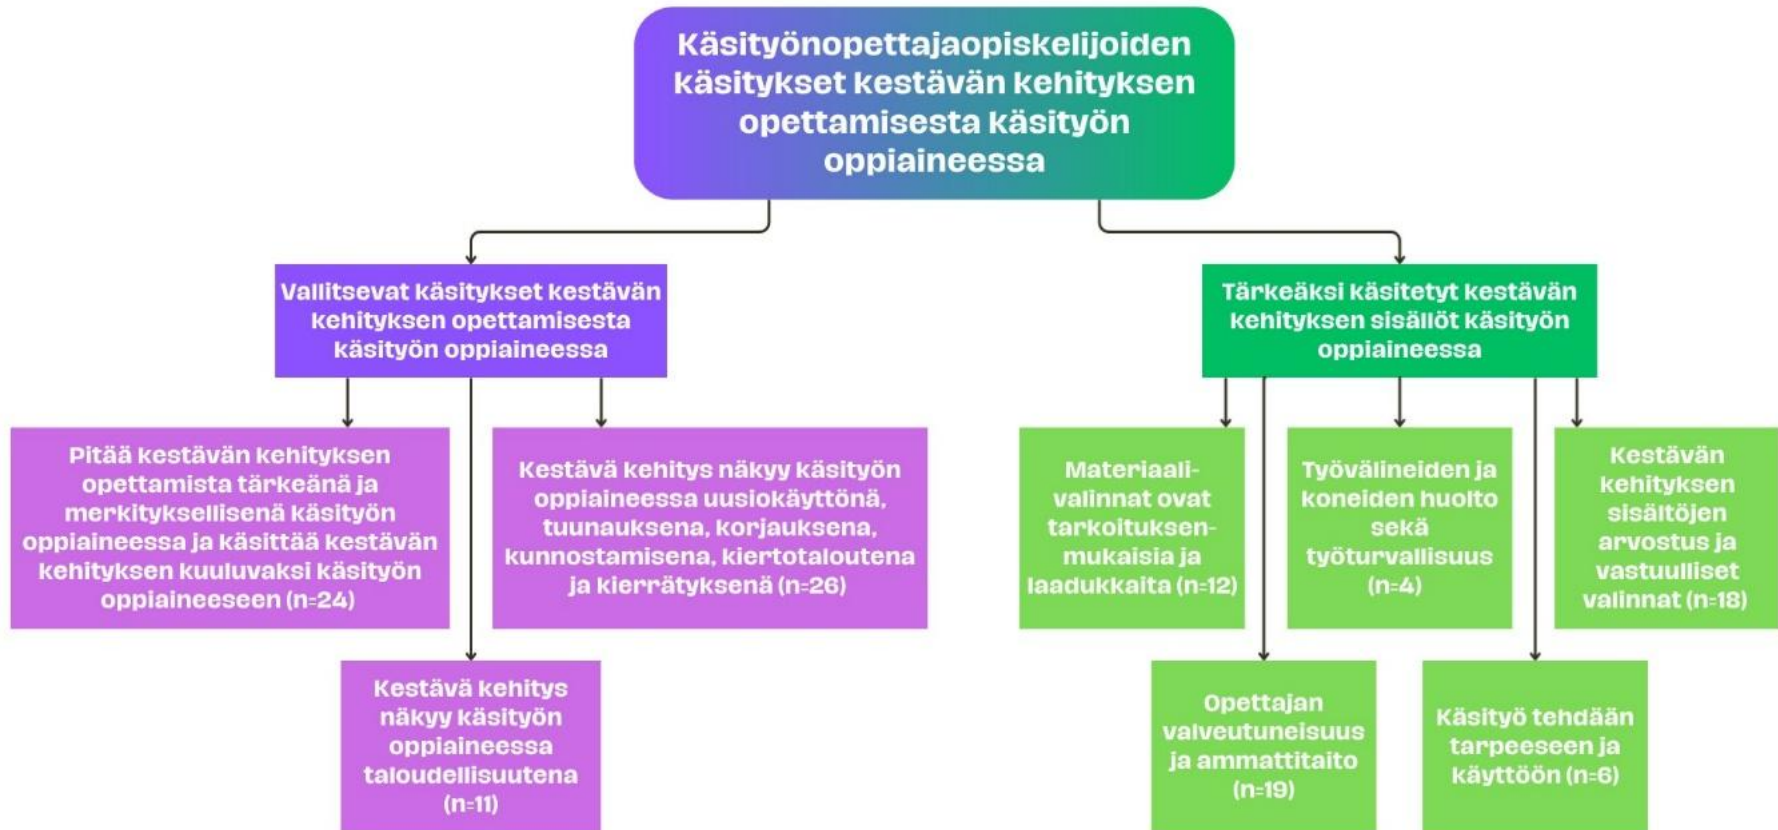 Käsityönopettajaopiskelijoiden
käsitykset kestävän kehityksen
opettamisesta käsityön
oppiaineessa
Vallitsevat käsitykset kestävän
kehityksen opettamisesta
käsityön oppiaineessa
Tärkeäksi käsitetyt kestävän
kehityksen sisällöt käsityön
oppiaineessa
Pitää kestävän kehityksen
opettamista tärkeänä ja
merkityksellisenä käsityön
oppiaineessa ja käsittää kestävän
kehityksen kuuluvaksi käsityön
oppiaineeseen (n=24)
Kestävä kehitys näkyy käsityön
oppiaineessa uusiokäyttönä,
tuunauksena, korjauksena,
kunnostamisena, kiertotaloutena
ja kierrätyksenä (n=26)
Materiaali-
valinnat ovat
tarkoituksen-
mukaisia ja
laadukkaita (n=12)
Työvälineiden ja
koneiden huolto
sekä
työturvallisuus
(n=4)
Kestävän
kehityksen
sisältöjen
arvostus ja
vastuulliset
valinnat (n=18)
Kestävä kehitys
näkyy käsityön
oppiaineessa
taloudellisuutena
(n=11)
Opettajan
valveutuneisuus
ja ammattitaito
(n=19)
Käsityö tehdään
tarpeeseen ja
käyttöön (n=6)